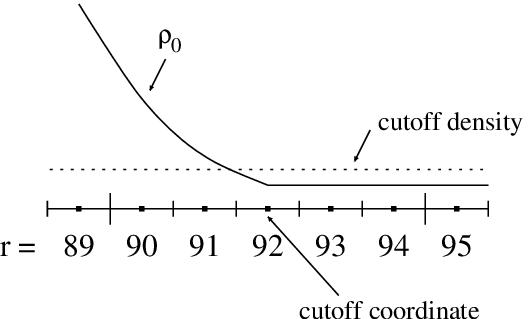 ρ0
cutoff density
r = 89 90 91 92 93 94 95
cutoff coordinate